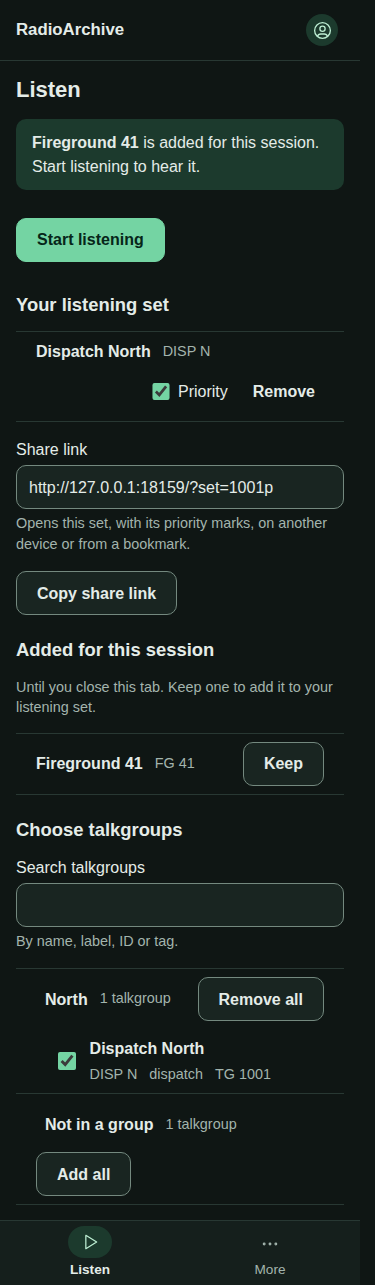 RadioArchive
Listen
Fireground 41 is added for this session.
Start listening to hear it.
Start listening
Your listening set
Dispatch North DISP N
Priority Remove
Share link
http://127.0.0.1:18159/?set=1001p
Opens this set, with its priority marks, on another
device or from a bookmark.
Copy share link
Added for this session
Until you close this tab. Keep one to add it to your
listening set.
Fireground 41 FG 41 Keep
Choose talkgroups
Search talkgroups
By name, label, ID or tag.
North 1 talkgroup Remove all
Dispatch North
DISP N dispatch TG 1001
Not in a group 1 talkgroup
Add all
Listen More